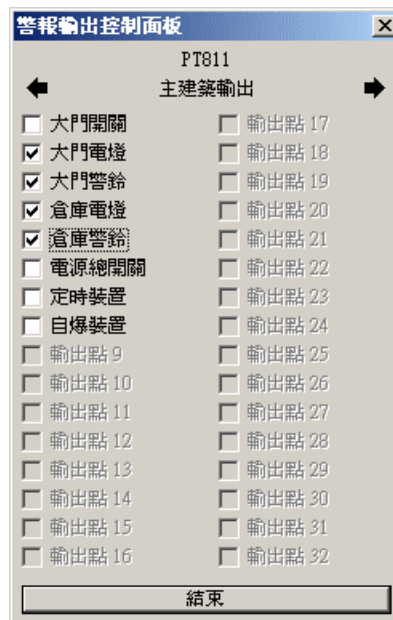 警報輸出控制面板
PT811
主建築輸出
大門開關
大門電燈
大門警鈴
倉庫電燈
倉庫警鈴
電源總開關
定時裝置
自爆裝置
輸出點 9
輸出點 10
輸出點 11
輸出點 12
輸出點 13
輸出點 14
輸出點 15
輸出點 16
輸出點 17
輸出點 18
輸出點 19
輸出點 20
輸出點 21
輸出點 22
輸出點 23
輸出點 24
輸出點 25
輸出點 26
輸出點 27
輸出點 28
輸出點 29
輸出點 30
輸出點 31
輸出點 32
結束